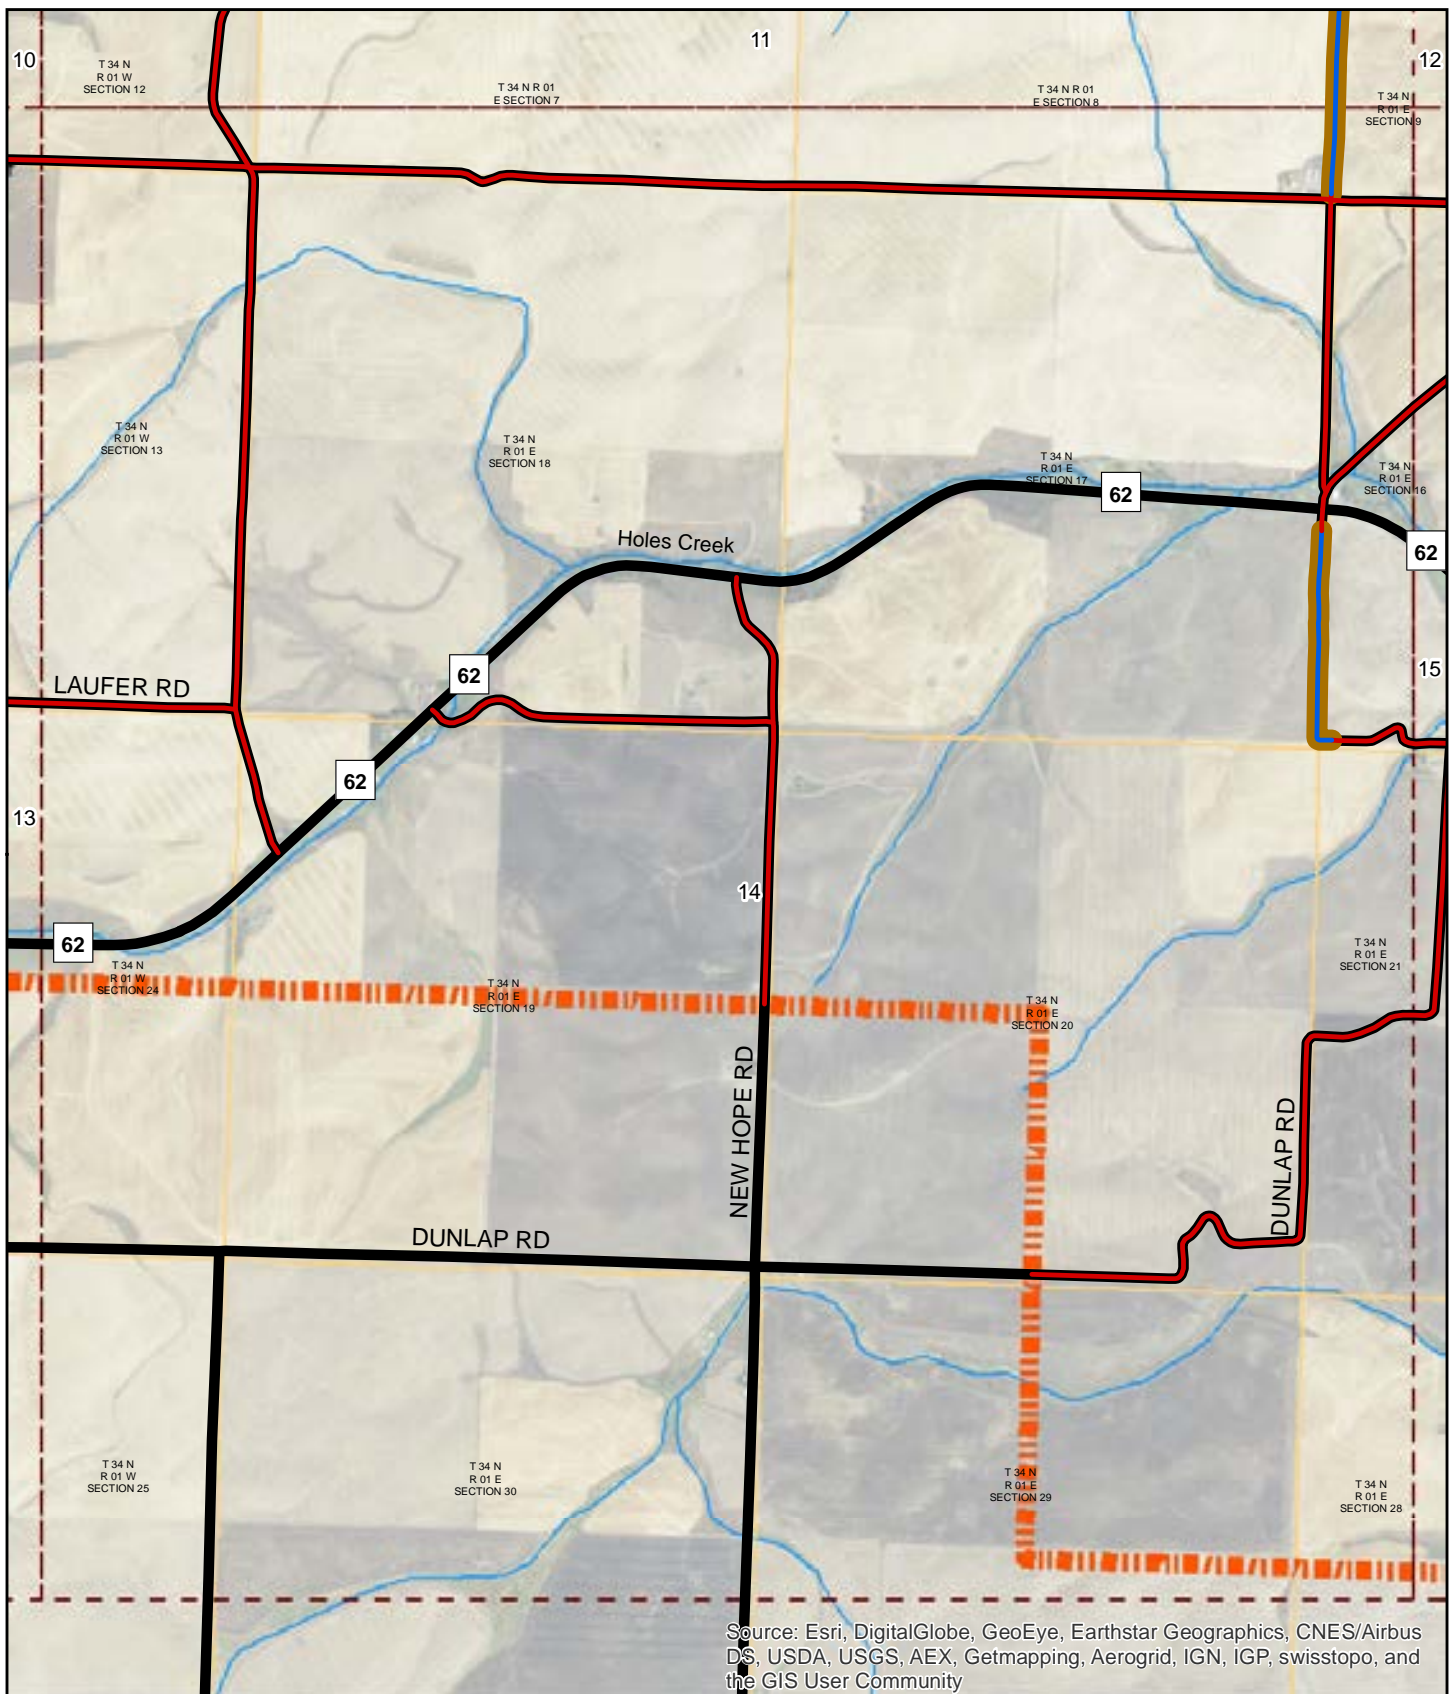 11
10
12
T 34 N
R 01 W
SECTION 12
T 34 N R 01
E SECTION 7
T 34 N R 01
E SECTION 8
T 34 N
R 01 E
SECTION 9
T 34 N
R 01 W
SECTION 13
T 34 N
R 01 E
SECTION 18
T 34 N
R 01 E
SECTION 17
T 34 N
R 01 E
SECTION 16
62
62
Holes Creek
62
LAUFER RD
15
62
13
14
62
T 34 N
R 01 W
SECTION 24
T 34 N
R 01 E
SECTION 19
T 34 N
R 01 E
SECTION 20
T 34 N
R 01 E
SECTION 21
NEW HOPE RD
DUNLAP RD
DUNLAP RD
T 34 N
R 01 W
SECTION 25
T 34 N
R 01 E
SECTION 30
T 34 N
R 01 E
SECTION 29
T 34 N
R 01 E
SECTION 28
Source: Esri, DigitalGlobe, GeoEye, Earthstar Geographics, CNES/Airbus
DS, USDA, USGS, AEX, Getmapping, Aerogrid, IGN, IGP, swisstopo, and
the GIS User Community